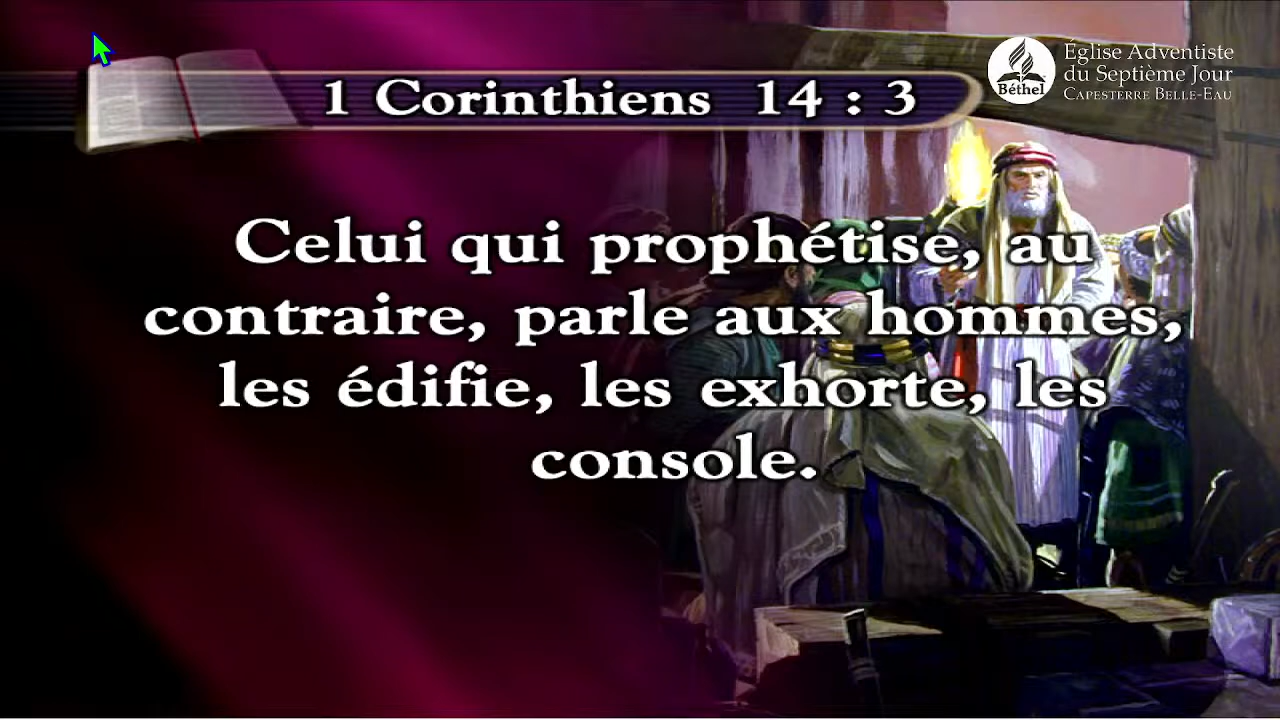 1 Corinthiens 14 : 3
Église Adventiste
du Septième Jour
Béthel
CAPESTERRE BELLE-EAU
Celui qui prophétise, au
contraire, parle aux hommes,
les édifie, les exhorte, les
console.